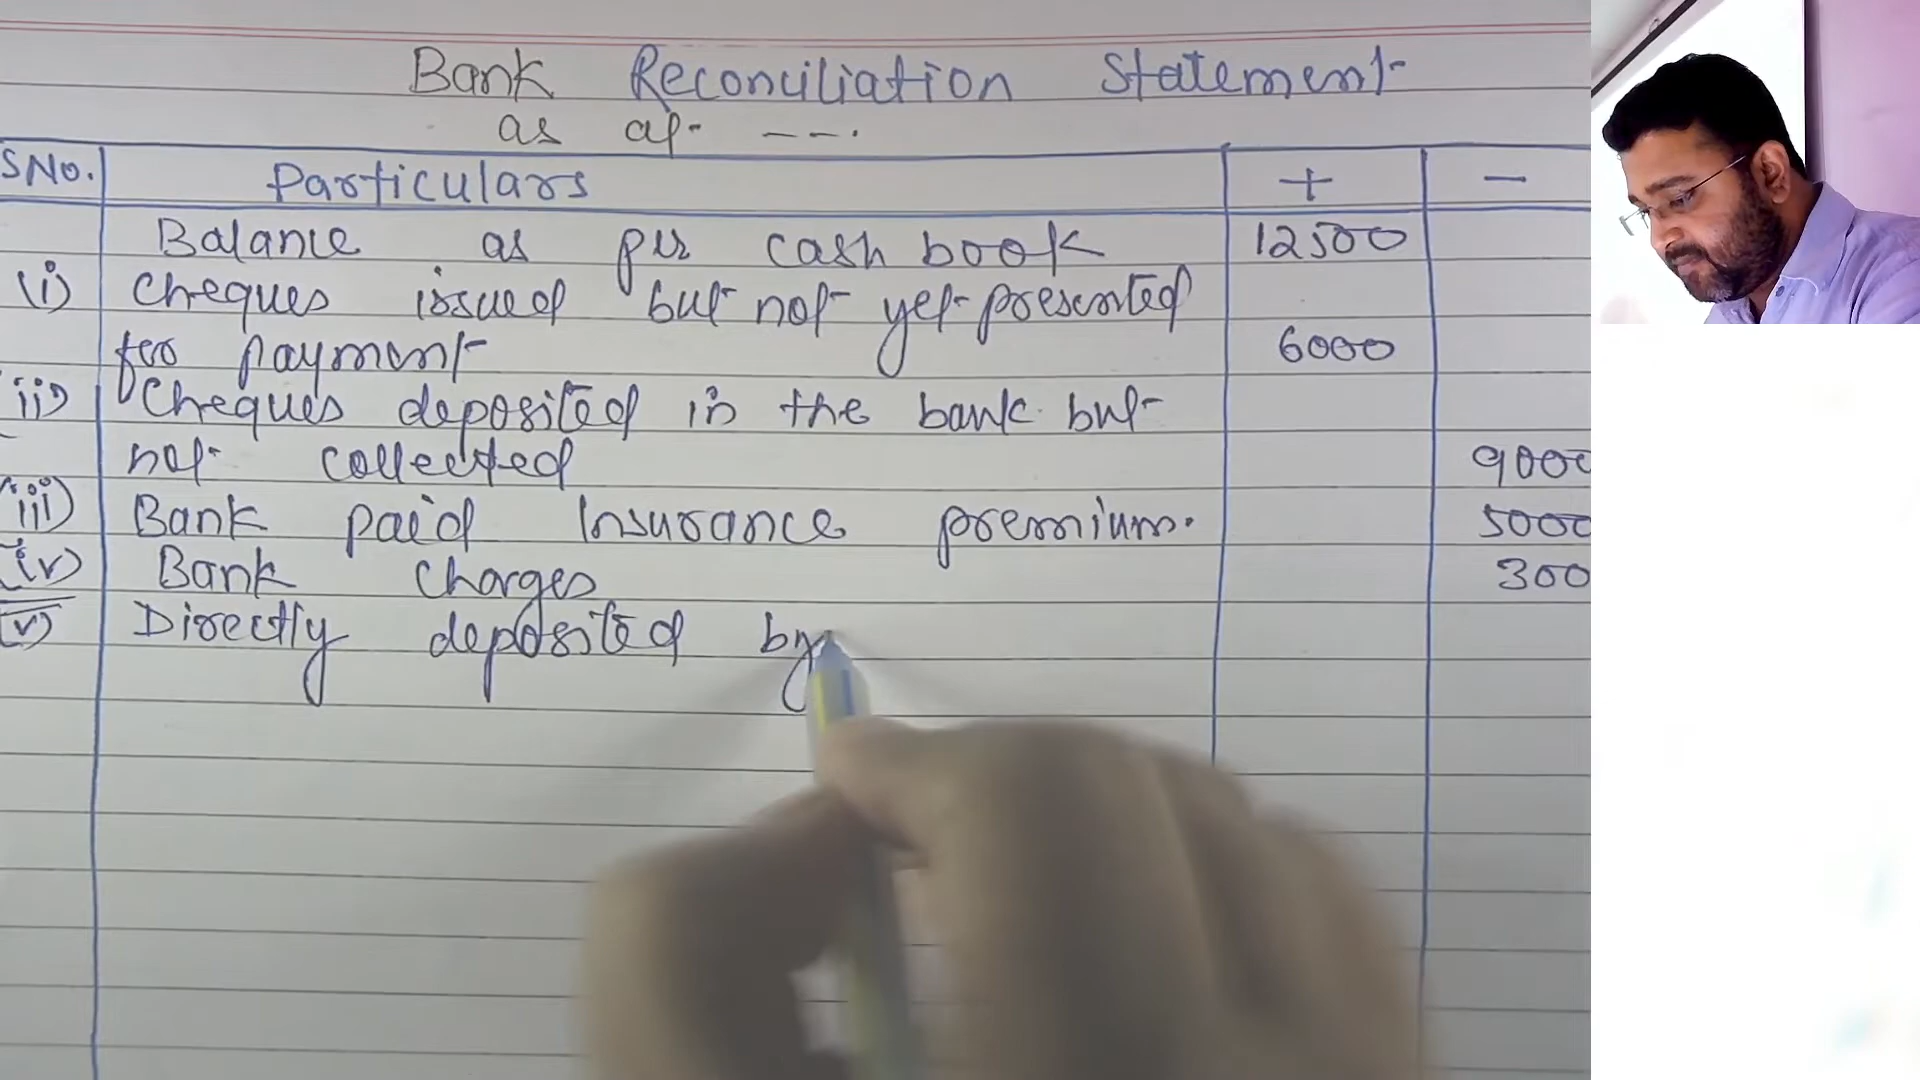 Bank Reconciliation Statement
as at ---.
SNo. Particulars + -
Balance as per cash book 12500
(i) Cheques issued but not yet presented
for payment 6000
ii) Cheques deposited in the bank but
not collected 9000
(iii) Bank paid Insurance premium. 5000
(iv) Bank charges 300
(v) Directly deposited by